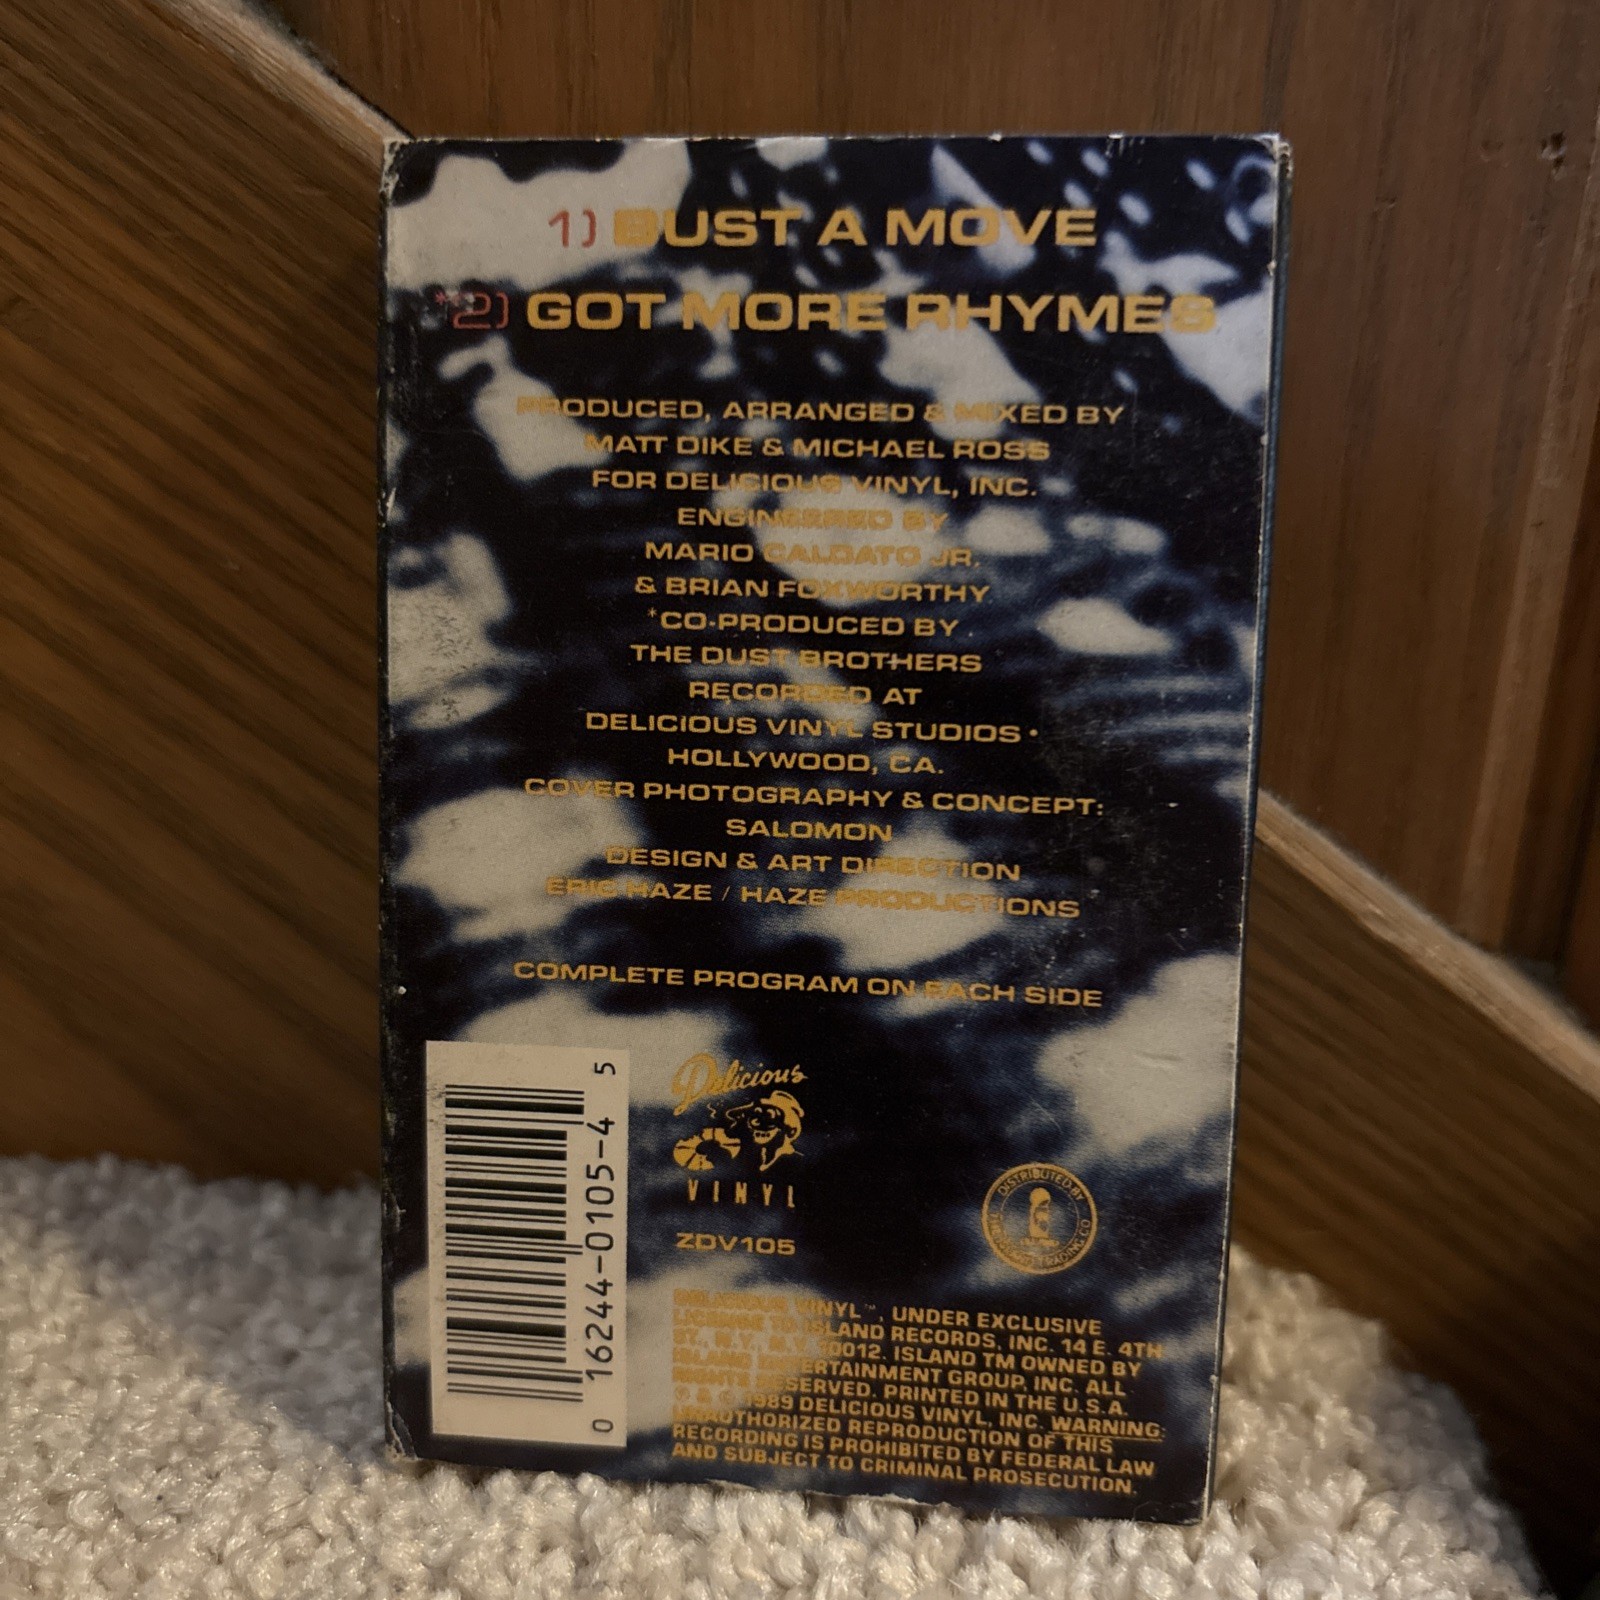 1) BUST A MOVE
*2) GOT MORE RHYMES
PRODUCED, ARRANGED & MIXED BY
MATT DIKE & MICHAEL ROSS
FOR DELICIOUS VINYL, INC.
ENGINEERED BY
MARIO CALDATO JR.
& BRIAN FOXWORTHY
*CO-PRODUCED BY
THE DUST BROTHERS
RECORDED AT
DELICIOUS VINYL STUDIOS •
HOLLYWOOD, CA.
COVER PHOTOGRAPHY & CONCEPT:
SALOMON
DESIGN & ART DIRECTION
ERIC HAZE / HAZE PRODUCTIONS
COMPLETE PROGRAM ON EACH SIDE
0 16244-0105-4 5
Delicious
VINYL
ZDV105
DISTRIBUTED BY
TRADING CO
DELICIOUS VINYL™, UNDER EXCLUSIVE
LICENSE TO ISLAND RECORDS, INC. 14 E. 4TH
ST., N.Y., N.Y. 10012. ISLAND TM OWNED BY
ISLAND ENTERTAINMENT GROUP, INC. ALL
RIGHTS RESERVED. PRINTED IN THE U.S.A.
℗ & © 1989 DELICIOUS VINYL, INC. WARNING:
UNAUTHORIZED REPRODUCTION OF THIS
RECORDING IS PROHIBITED BY FEDERAL LAW
AND SUBJECT TO CRIMINAL PROSECUTION.